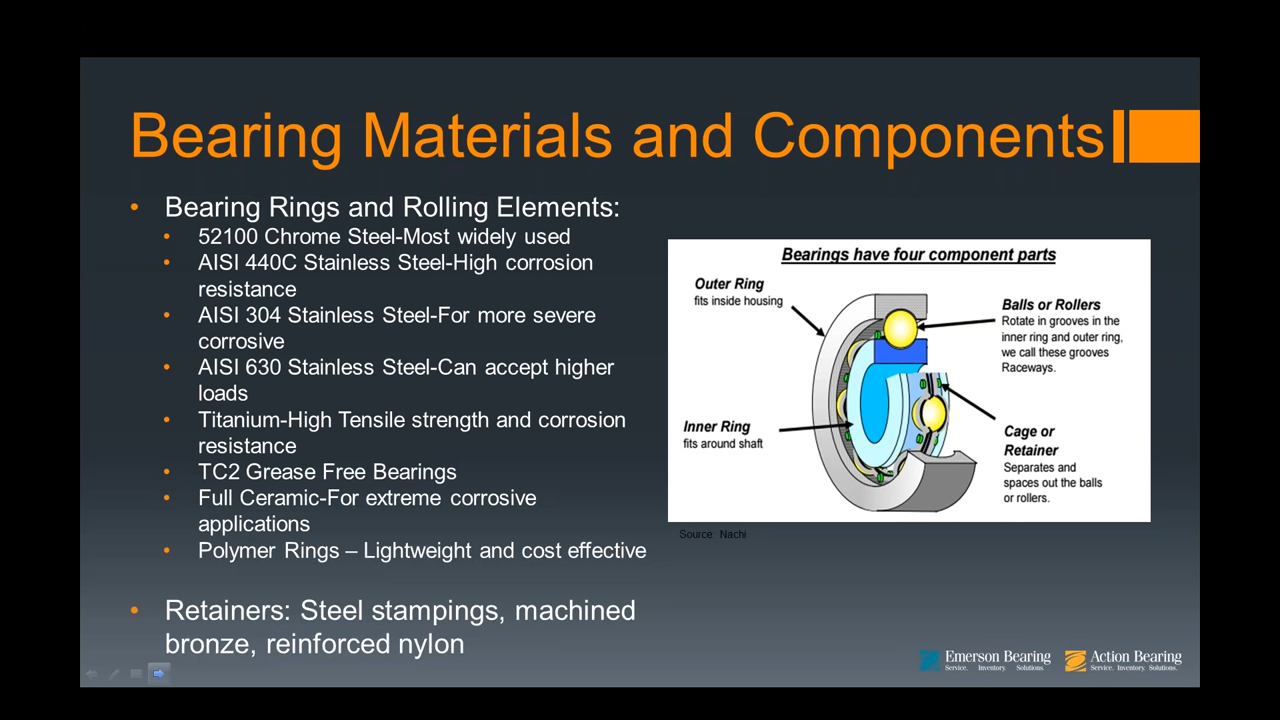 Bearing Materials and Components
• Bearing Rings and Rolling Elements:
• 52100 Chrome Steel-Most widely used
• AISI 440C Stainless Steel-High corrosion
resistance
• AISI 304 Stainless Steel-For more severe
corrosive
• AISI 630 Stainless Steel-Can accept higher
loads
• Titanium-High Tensile strength and corrosion
resistance
• TC2 Grease Free Bearings
• Full Ceramic-For extreme corrosive
applications
• Polymer Rings – Lightweight and cost effective
• Retainers: Steel stampings, machined
bronze, reinforced nylon
Bearings have four component parts
Outer Ring
fits inside housing
Balls or Rollers
Rotate in grooves in the
inner ring and outer ring,
we call these grooves
Raceways.
Inner Ring
fits around shaft
Cage or
Retainer
Separates and
spaces out the balls
or rollers.
Source: Nachi
Emerson Bearing
Service. Inventory. Solutions.
Action Bearing
Service. Inventory. Solutions.